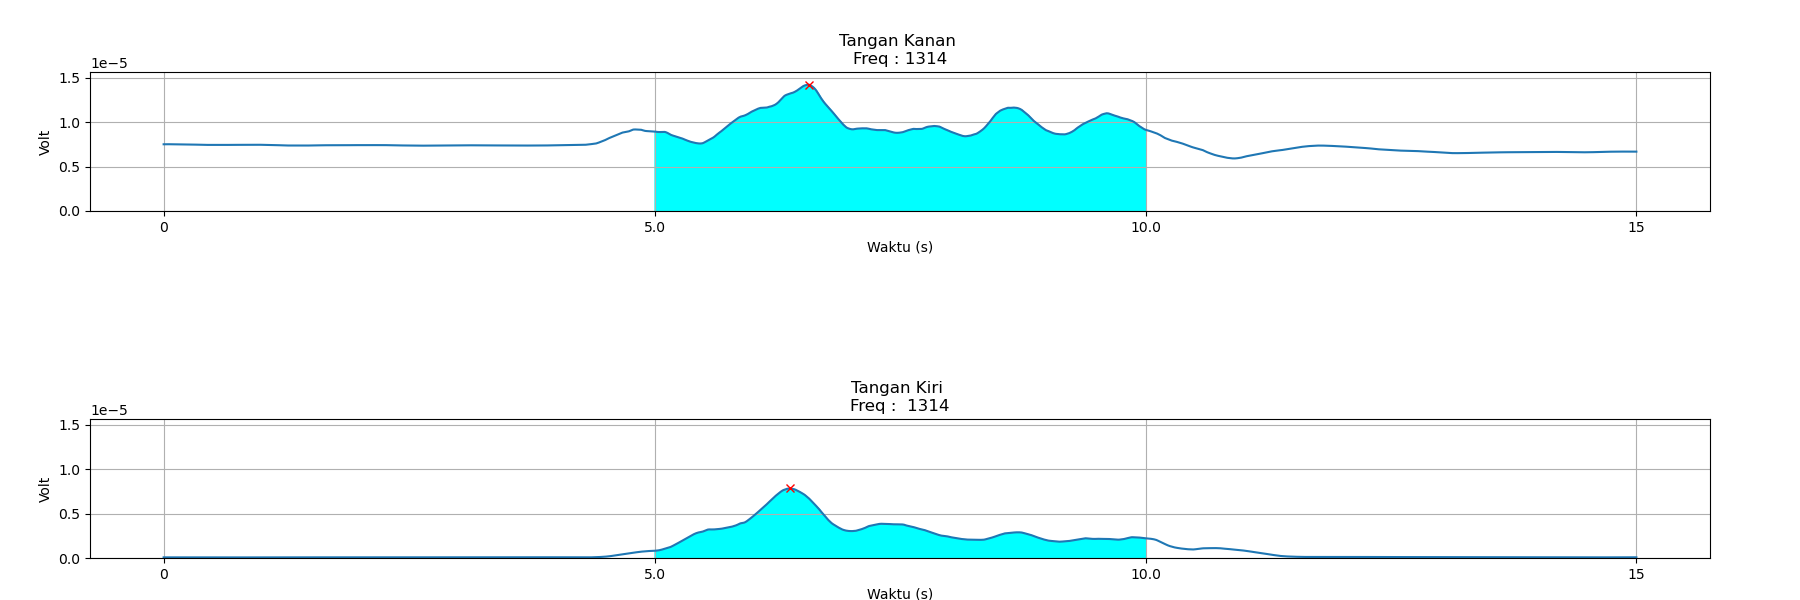 Tangan Kanan
Freq : 1314
1e−5
1.5
1.0
0.5
0.0
Volt
0 5.0 10.0 15
Waktu (s)
Tangan Kiri
Freq :  1314
1e−5
1.5
1.0
0.5
0.0
Volt
0 5.0 10.0 15
Waktu (s)